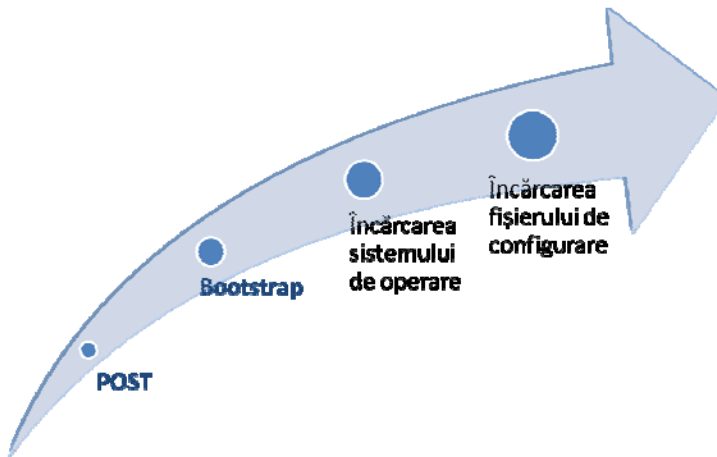 POST
Bootstrap
Încărcarea
sistemului
de operare
Încărcarea
fișierului de
configurare